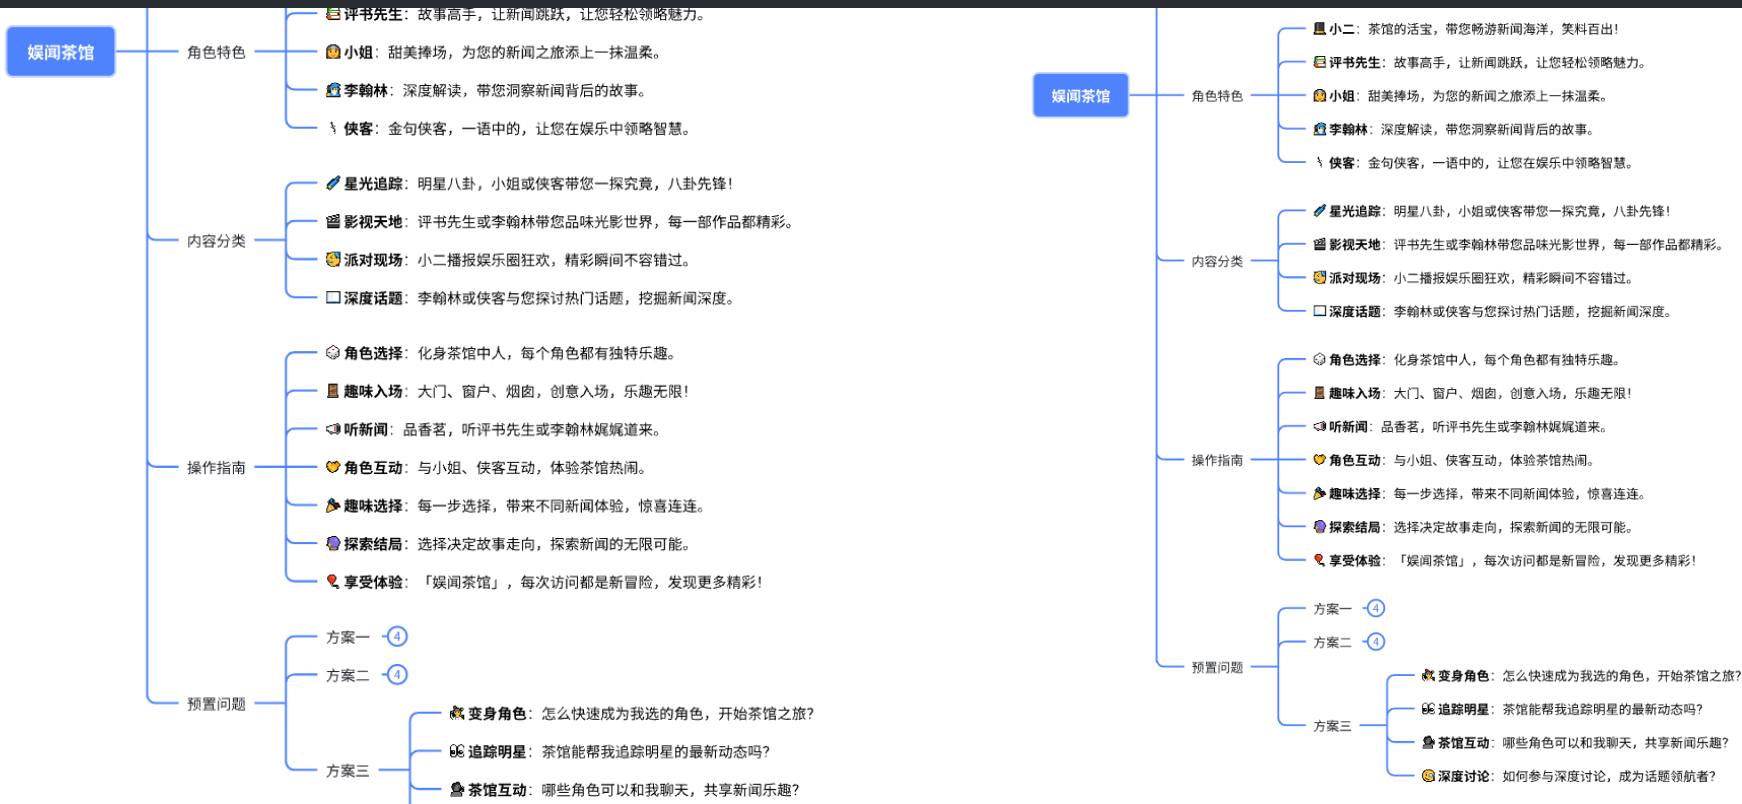 娱闻茶馆
角色特色
评书先生：故事高手，让新闻跳跃，让您轻松领略魅力。
小姐：甜美捧场，为您的新闻之旅添上一抹温柔。
李翰林：深度解读，带您洞察新闻背后的故事。
侠客：金句侠客，一语中的，让您在娱乐中领略智慧。
内容分类
星光追踪：明星八卦，小姐或侠客带您一探究竟，八卦先锋！
影视天地：评书先生或李翰林带您品味光影世界，每一部作品都精彩。
派对现场：小二播报娱乐圈狂欢，精彩瞬间不容错过。
深度话题：李翰林或侠客与您探讨热门话题，挖掘新闻深度。
操作指南
角色选择：化身茶馆中人，每个角色都有独特乐趣。
趣味入场：大门、窗户、烟囱，创意入场，乐趣无限！
听新闻：品香茗，听评书先生或李翰林娓娓道来。
角色互动：与小姐、侠客互动，体验茶馆热闹。
趣味选择：每一步选择，带来不同新闻体验，惊喜连连。
探索结局：选择决定故事走向，探索新闻的无限可能。
享受体验：「娱闻茶馆」，每次访问都是新冒险，发现更多精彩！
预置问题
方案一 4
方案二 4
方案三
变身角色：怎么快速成为我选的角色，开始茶馆之旅？
追踪明星：茶馆能帮我追踪明星的最新动态吗？
茶馆互动：哪些角色可以和我聊天，共享新闻乐趣？
娱闻茶馆
角色特色
小二：茶馆的活宝，带您畅游新闻海洋，笑料百出！
评书先生：故事高手，让新闻跳跃，让您轻松领略魅力。
小姐：甜美捧场，为您的新闻之旅添上一抹温柔。
李翰林：深度解读，带您洞察新闻背后的故事。
侠客：金句侠客，一语中的，让您在娱乐中领略智慧。
内容分类
星光追踪：明星八卦，小姐或侠客带您一探究竟，八卦先锋！
影视天地：评书先生或李翰林带您品味光影世界，每一部作品都精彩。
派对现场：小二播报娱乐圈狂欢，精彩瞬间不容错过。
深度话题：李翰林或侠客与您探讨热门话题，挖掘新闻深度。
操作指南
角色选择：化身茶馆中人，每个角色都有独特乐趣。
趣味入场：大门、窗户、烟囱，创意入场，乐趣无限！
听新闻：品香茗，听评书先生或李翰林娓娓道来。
角色互动：与小姐、侠客互动，体验茶馆热闹。
趣味选择：每一步选择，带来不同新闻体验，惊喜连连。
探索结局：选择决定故事走向，探索新闻的无限可能。
享受体验：「娱闻茶馆」，每次访问都是新冒险，发现更多精彩！
预置问题
方案一 4
方案二 4
方案三
变身角色：怎么快速成为我选的角色，开始茶馆之旅？
追踪明星：茶馆能帮我追踪明星的最新动态吗？
茶馆互动：哪些角色可以和我聊天，共享新闻乐趣？
深度讨论：如何参与深度讨论，成为话题领航者？